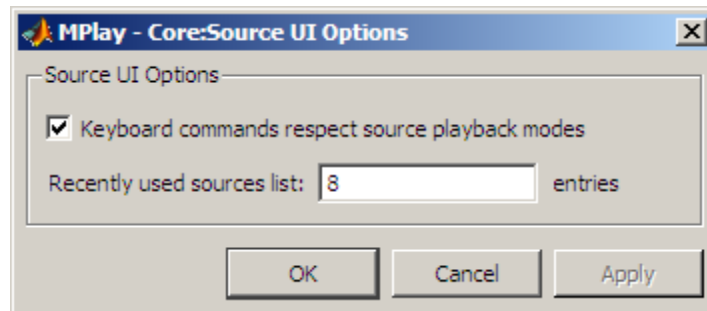 MPlay - Core:Source UI Options
Source UI Options
Keyboard commands respect source playback modes
Recently used sources list: 8 entries
OK Cancel Apply